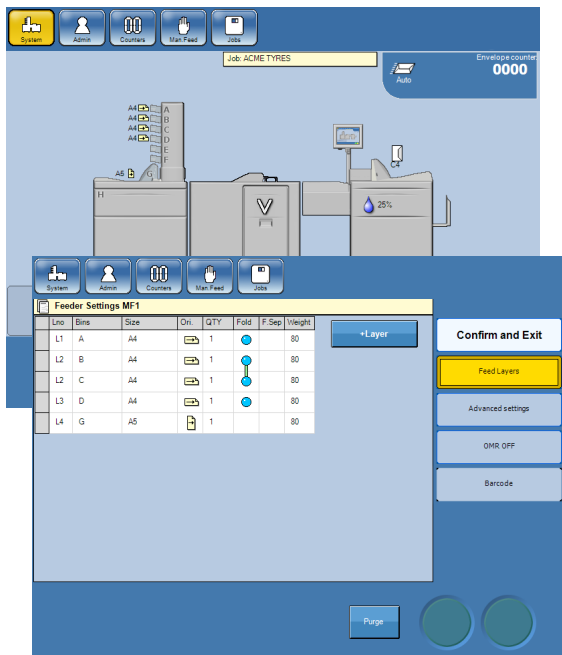 System Admin Counters Man.Feed Jobs
Job: ACME TYRES
Envelope counter
0000
Auto
A4 A
A4 B
A4 C
A4 D
E
F
A5 G
H
C4
25%
System Admin Counters Man.Feed Jobs
Feeder Settings MF1
Lno Bins Size Ori. QTY Fold F.Sep Weight
L1 A A4 1 80
L2 B A4 1 80
L2 C A4 1 80
L3 D A4 1 80
L4 G A5 1 80
+Layer
Confirm and Exit
Feed Layers
Advanced settings
OMR OFF
Barcode
Purge